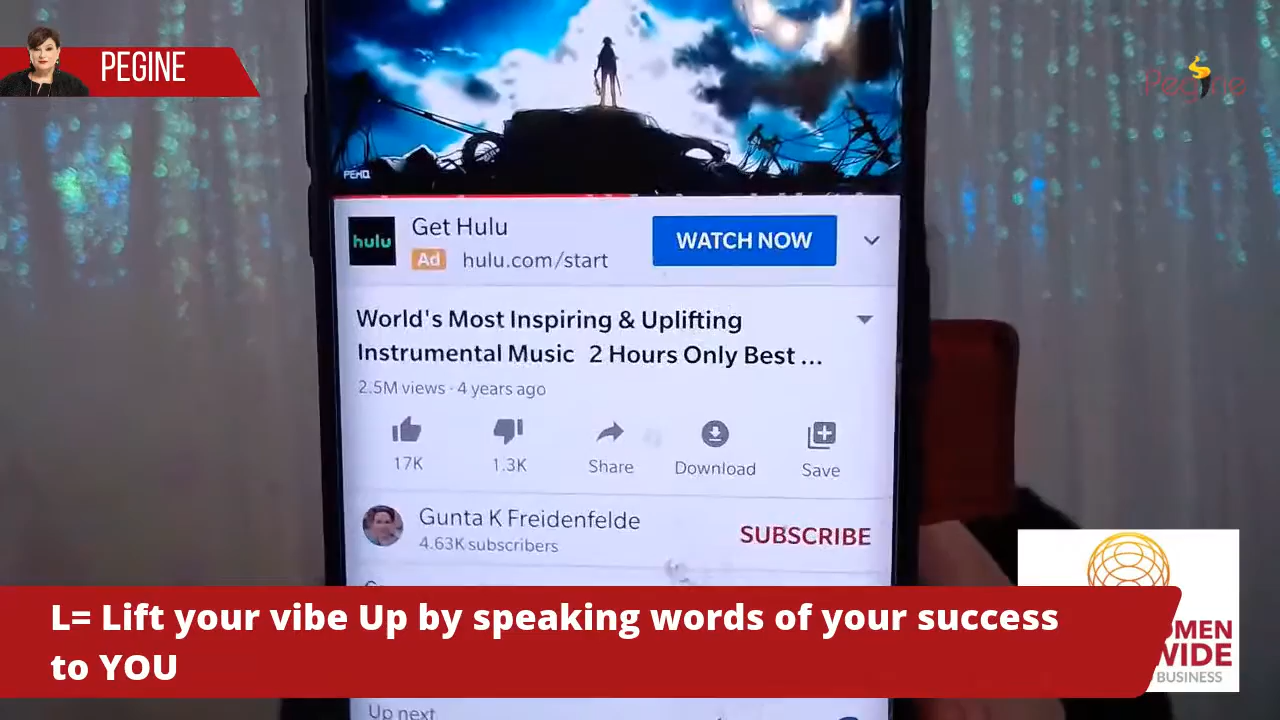 PEGINE
Pegine
PEHO
hulu
Get Hulu
Ad hulu.com/start
WATCH NOW
World's Most Inspiring & Uplifting
Instrumental Music 2 Hours Only Best ...
2.5M views · 4 years ago
17K
1.3K
Share
Download
Save
Gunta K Freidenfelde
4.63K subscribers
SUBSCRIBE
L= Lift your vibe Up by speaking words of your success
to YOU
OMEN
WIDE
BUSINESS
Up next